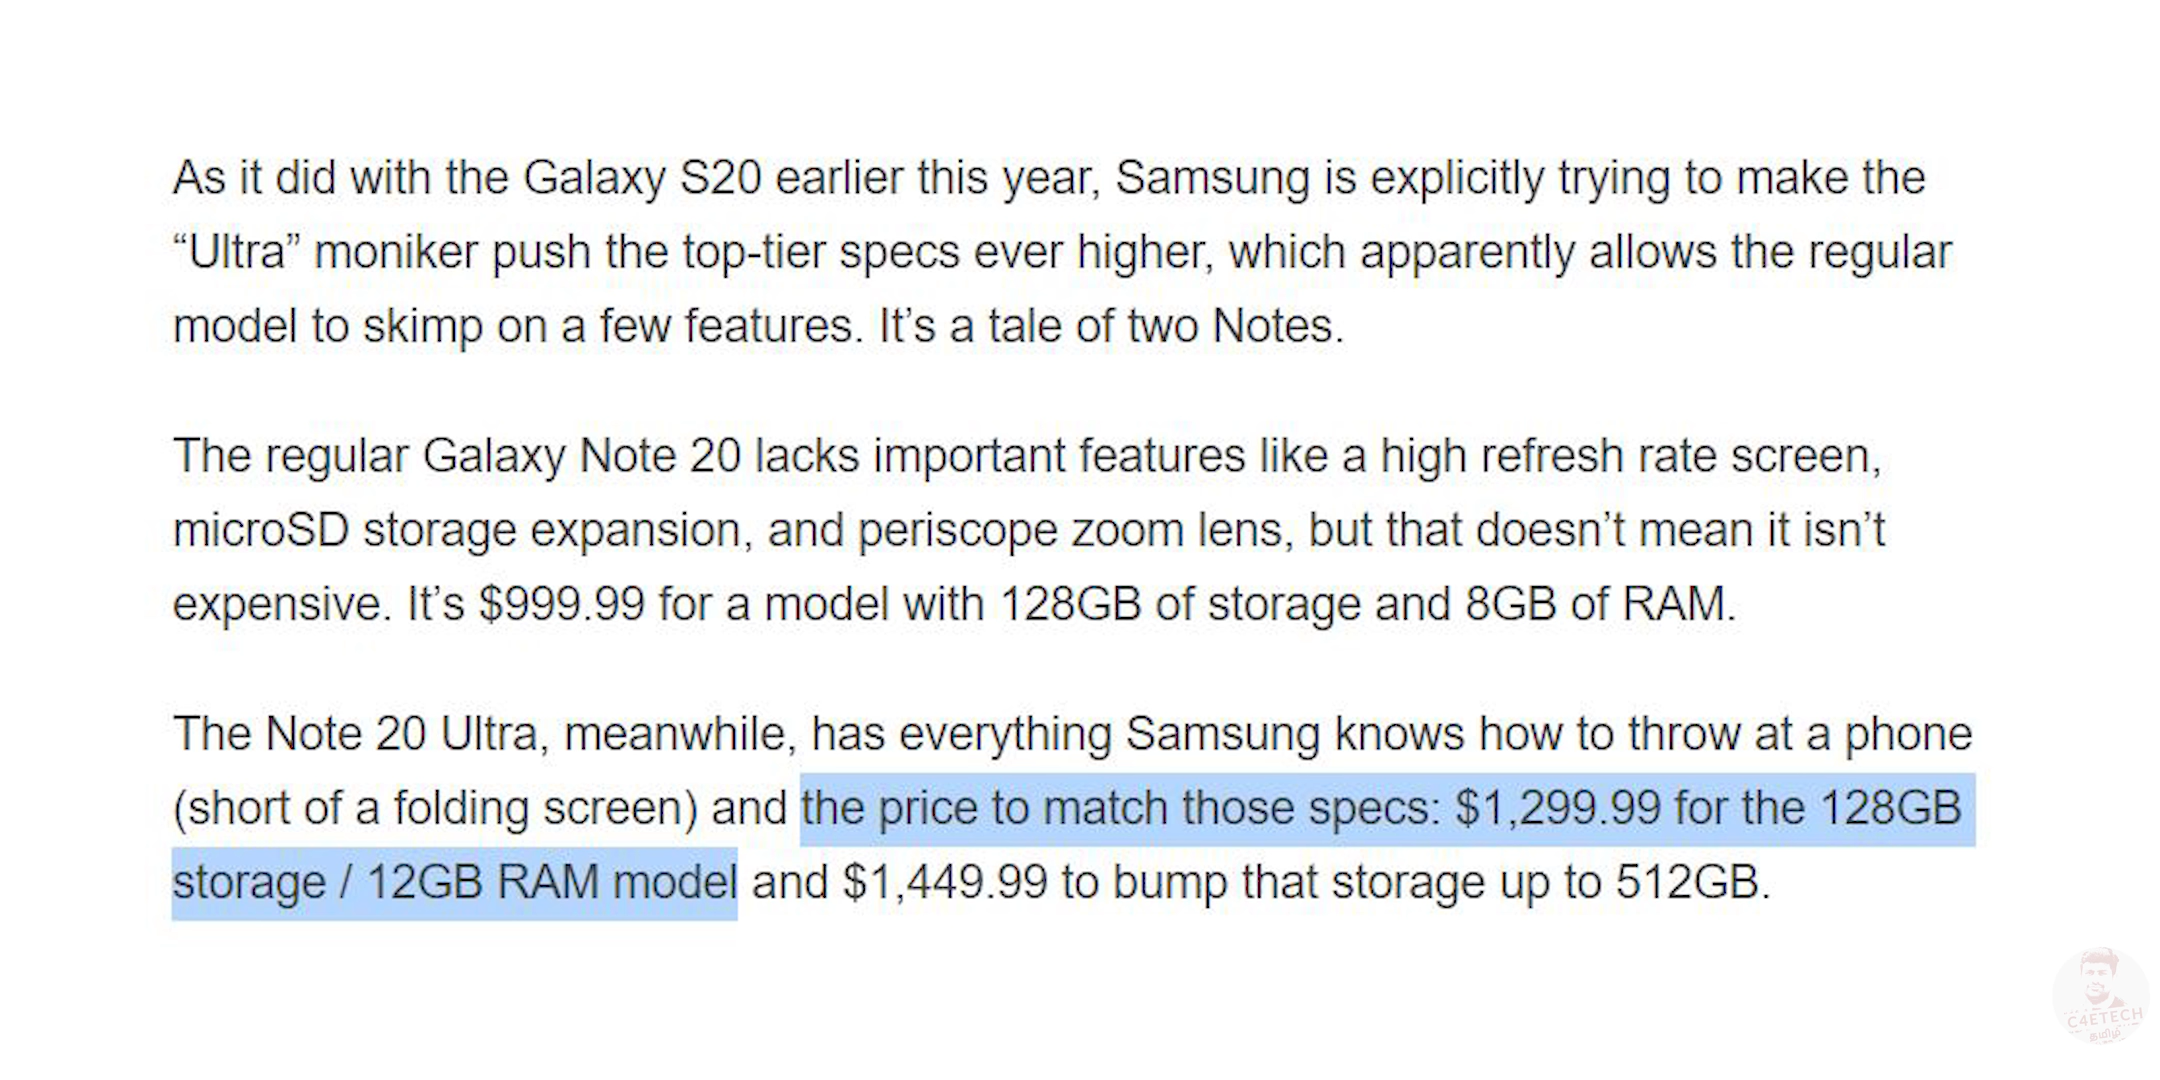 As it did with the Galaxy S20 earlier this year, Samsung is explicitly trying to make the
“Ultra” moniker push the top-tier specs ever higher, which apparently allows the regular
model to skimp on a few features. It’s a tale of two Notes.
The regular Galaxy Note 20 lacks important features like a high refresh rate screen,
microSD storage expansion, and periscope zoom lens, but that doesn’t mean it isn’t
expensive. It’s $999.99 for a model with 128GB of storage and 8GB of RAM.
The Note 20 Ultra, meanwhile, has everything Samsung knows how to throw at a phone
(short of a folding screen) and the price to match those specs: $1,299.99 for the 128GB
storage / 12GB RAM model and $1,449.99 to bump that storage up to 512GB.
C4ETECH
தமிழ்